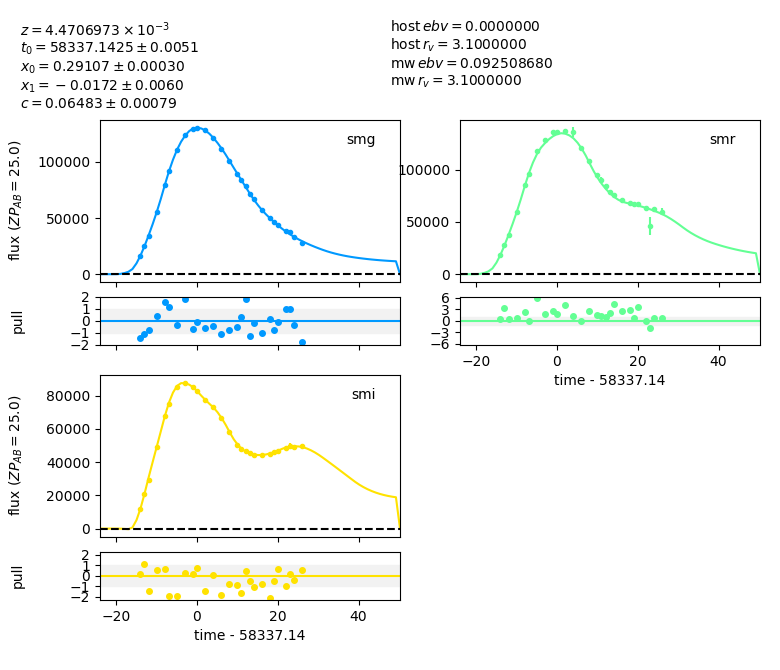 z = 4.4706973 × 10⁻³
t₀ = 58337.1425 ± 0.0051
x₀ = 0.29107 ± 0.00030
x₁ = −0.0172 ± 0.0060
c = 0.06483 ± 0.00079
host ebv = 0.0000000
host r_v = 3.1000000
mw ebv = 0.092508680
mw r_v = 3.1000000
smg
flux (ZP_AB = 25.0)
100000
50000
0
smr
100000
50000
0
pull
2
1
0
−1
−2
6
3
0
−3
−6
−20
0
20
40
time - 58337.14
smi
flux (ZP_AB = 25.0)
80000
60000
40000
20000
0
pull
2
1
0
−1
−2
−20
0
20
40
time - 58337.14